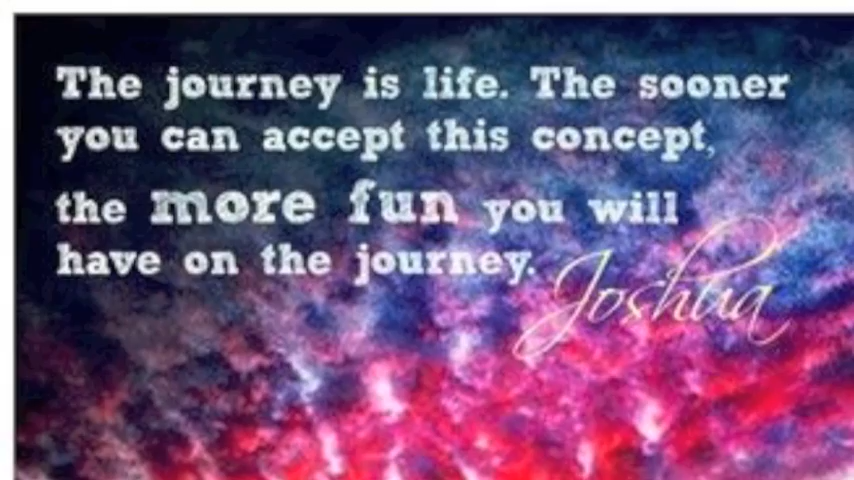 The journey is life. The sooner
you can accept this concept,
the more fun you will
have on the journey.
Joshua